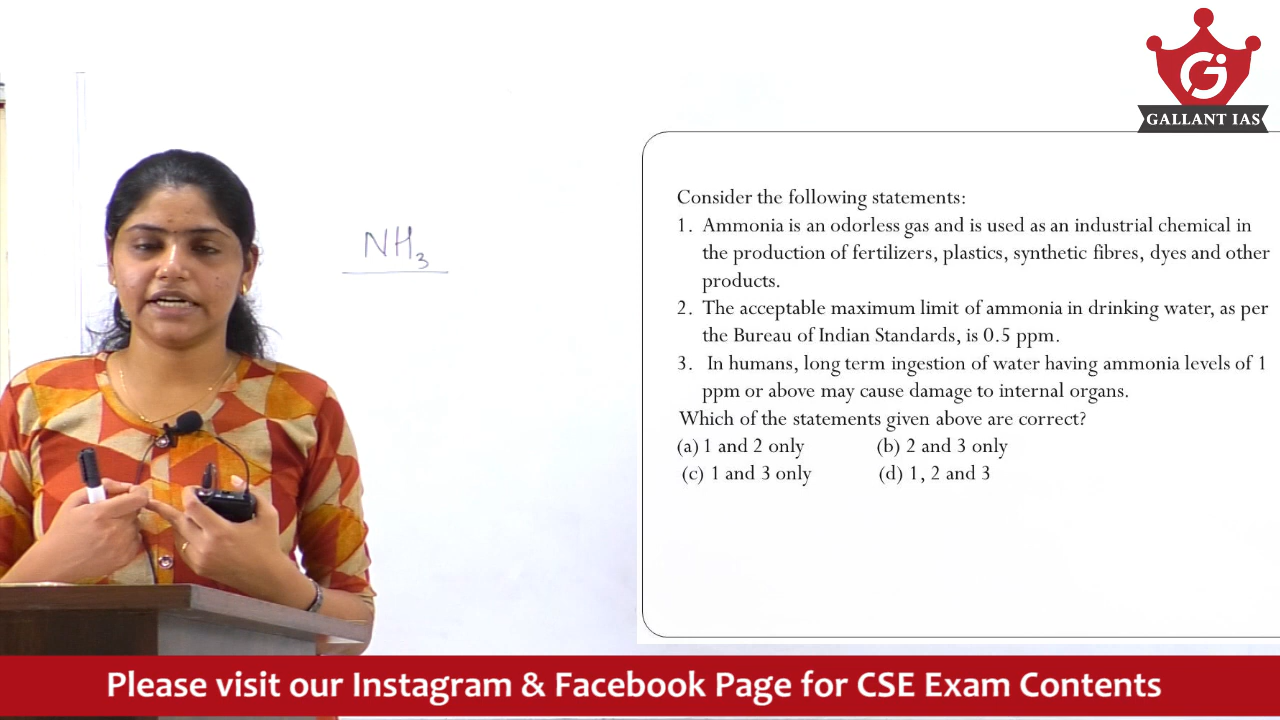 GALLANT IAS
NH3
Consider the following statements:
1. Ammonia is an odorless gas and is used as an industrial chemical in
the production of fertilizers, plastics, synthetic fibres, dyes and other
products.
2. The acceptable maximum limit of ammonia in drinking water, as per
the Bureau of Indian Standards, is 0.5 ppm.
3. In humans, long term ingestion of water having ammonia levels of 1
ppm or above may cause damage to internal organs.
Which of the statements given above are correct?
(a) 1 and 2 only (b) 2 and 3 only
(c) 1 and 3 only (d) 1, 2 and 3
Please visit our Instagram & Facebook Page for CSE Exam Contents